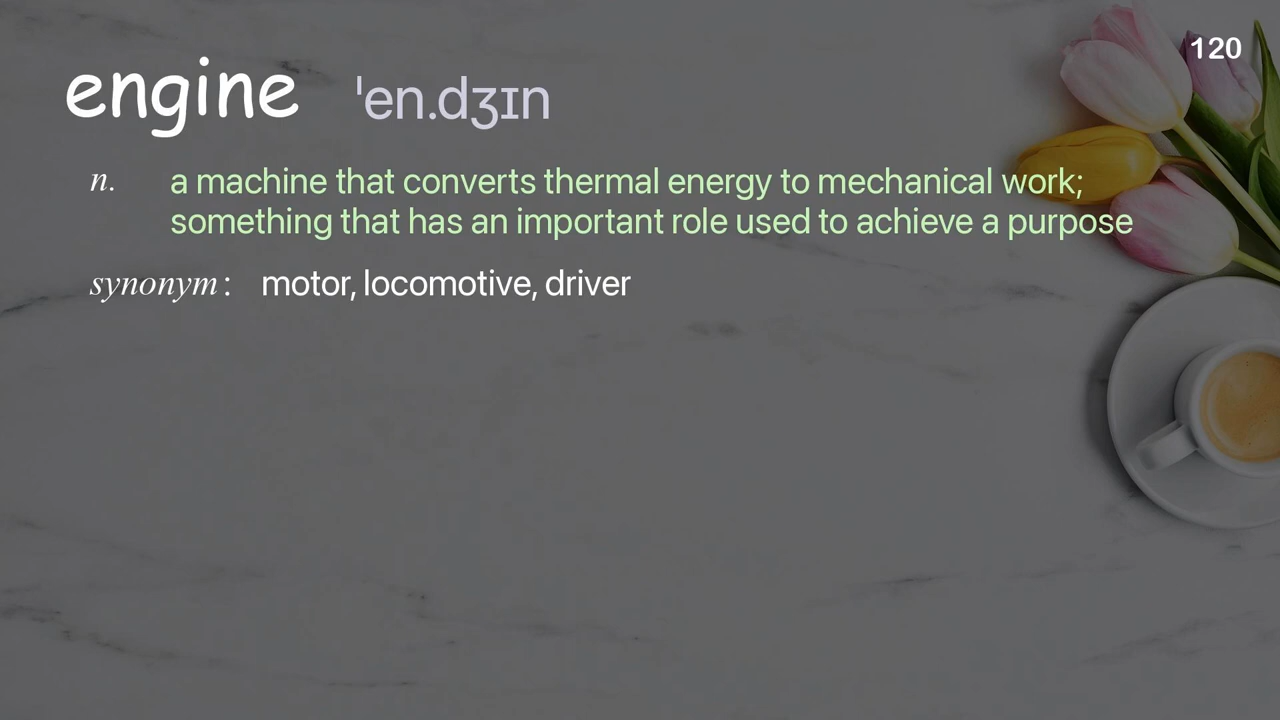 120
engine ˈen.dʒɪn
n. a machine that converts thermal energy to mechanical work;
something that has an important role used to achieve a purpose
synonym: motor, locomotive, driver